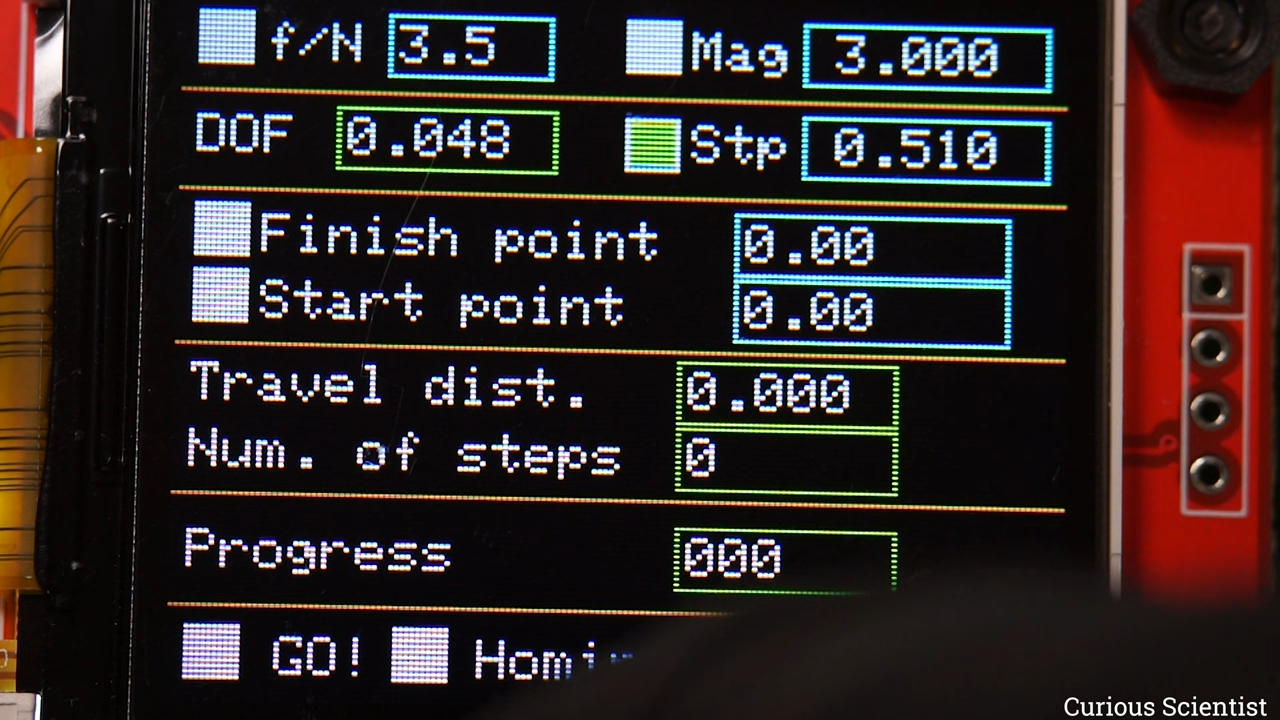 f/N 3.5 Mag 3.000
DOF 0.048 Stp 0.510
Finish point 0.00
Start point 0.00
Travel dist. 0.000
Num. of steps 0
Progress 000
GO!
Curious Scientist